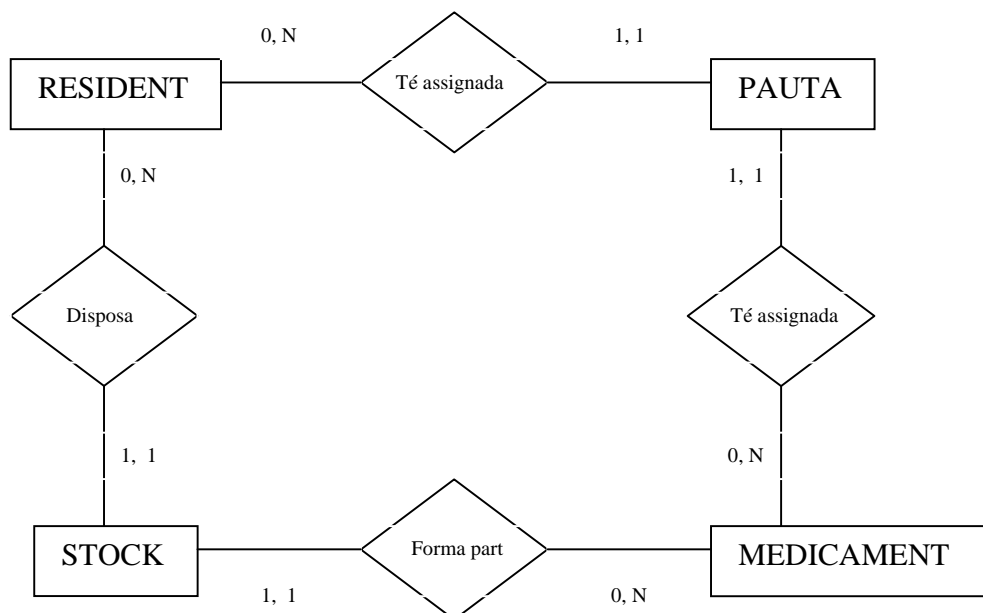 0, N
1, 1
RESIDENT
Té assignada
PAUTA
0, N
1, 1
Disposa
Té assignada
1, 1
0, N
STOCK
Forma part
MEDICAMENT
1, 1
0, N